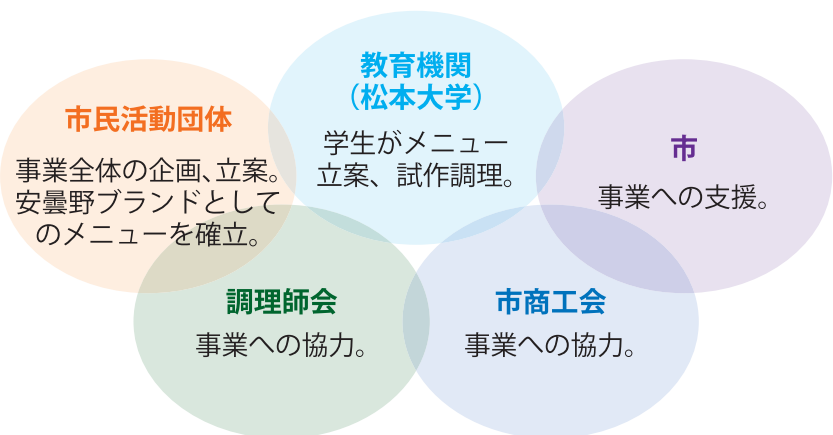 市民活動団体
事業全体の企画、立案。
安曇野ブランドとして
のメニューを確立。
教育機関
（松本大学）
学生がメニュー
立案、試作調理。
市
事業への支援。
調理師会
事業への協力。
市商工会
事業への協力。